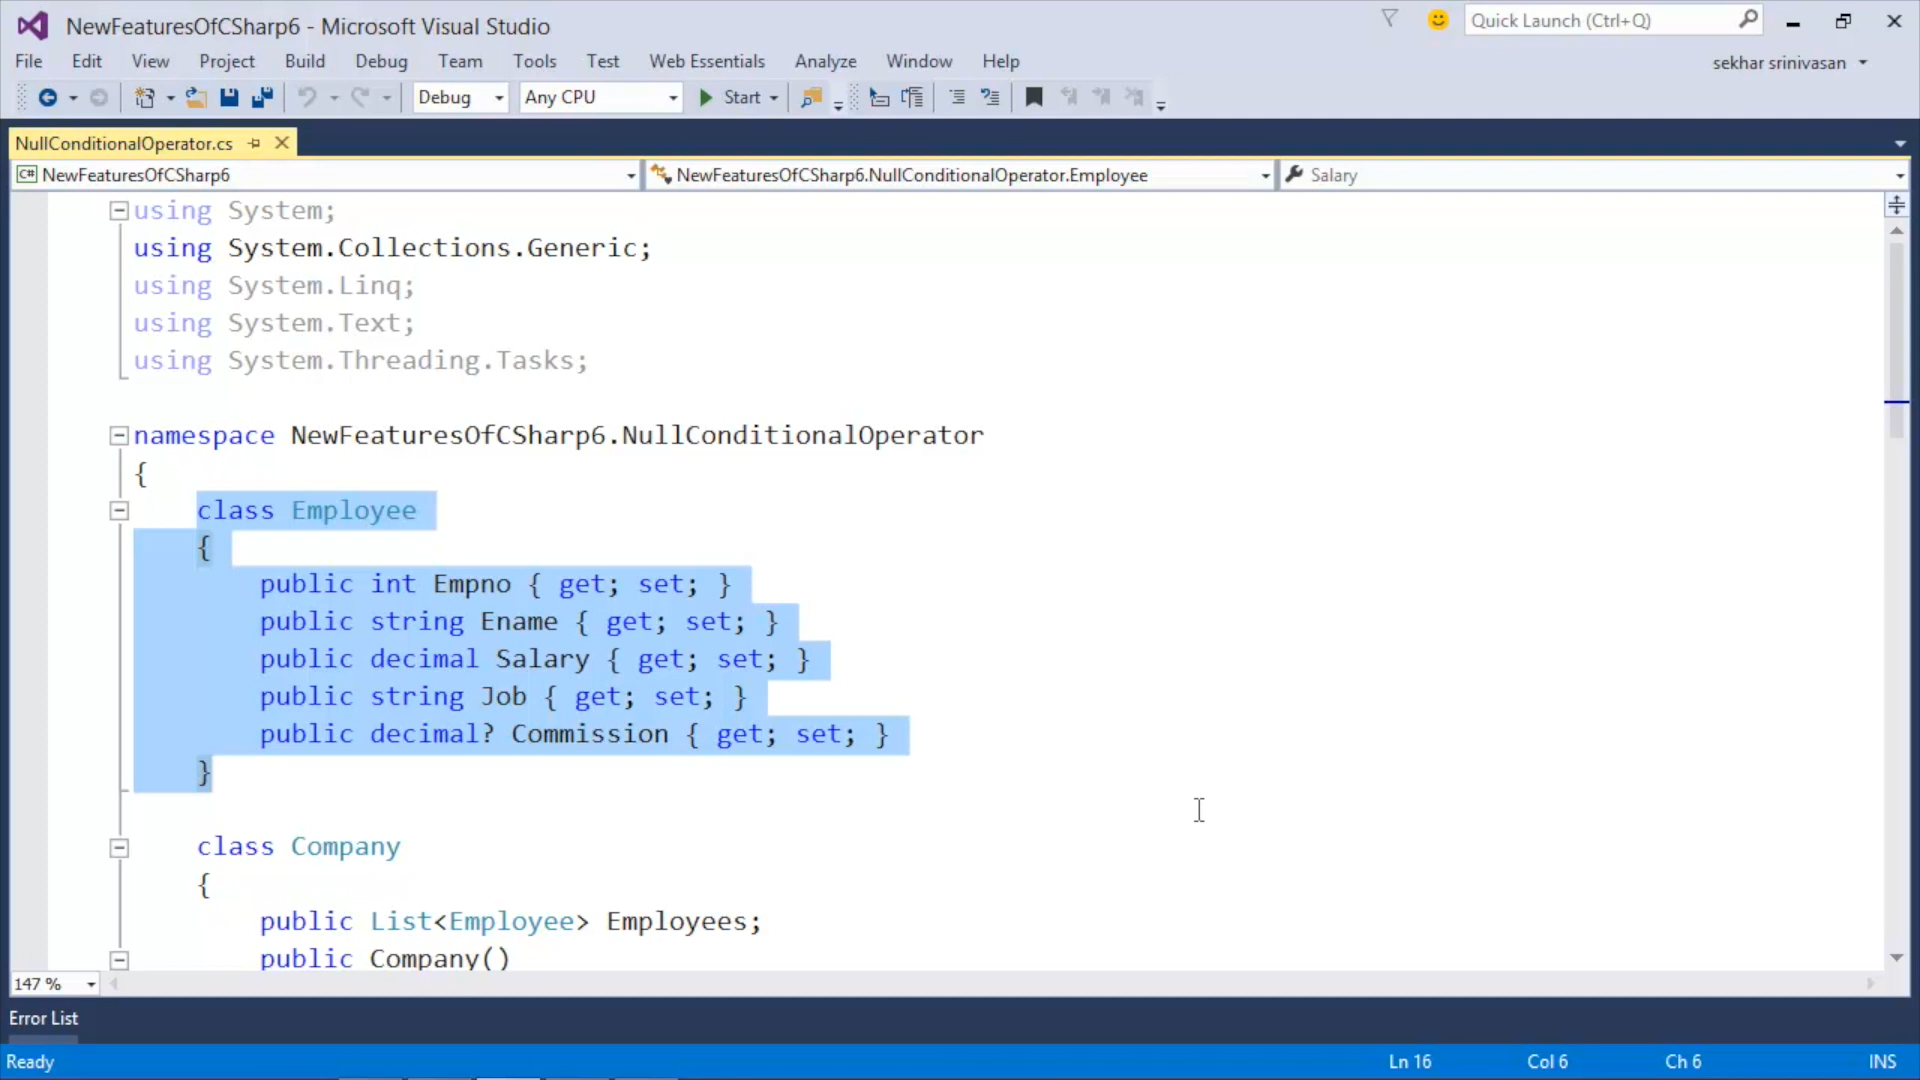 NewFeaturesOfCSharp6 - Microsoft Visual Studio
Quick Launch (Ctrl+Q)
File Edit View Project Build Debug Team Tools Test Web Essentials Analyze Window Help
sekhar srinivasan
Debug Any CPU Start
NullConditionalOperator.cs
C# NewFeaturesOfCSharp6 NewFeaturesOfCSharp6.NullConditionalOperator.Employee Salary
using System;
using System.Collections.Generic;
using System.Linq;
using System.Text;
using System.Threading.Tasks;
namespace NewFeaturesOfCSharp6.NullConditionalOperator
{
class Employee
{
public int Empno { get; set; }
public string Ename { get; set; }
public decimal Salary { get; set; }
public string Job { get; set; }
public decimal? Commission { get; set; }
}
class Company
{
public List<Employee> Employees;
public Company()
147 %
Error List
Ready Ln 16 Col 6 Ch 6 INS